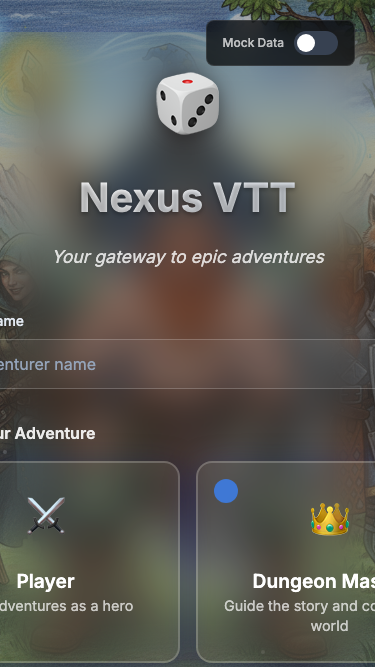 Mock Data
Nexus VTT
Your gateway to epic adventures
ame
enturer name
ur Adventure
Player
dventures as a hero
Dungeon Mas
Guide the story and co
world